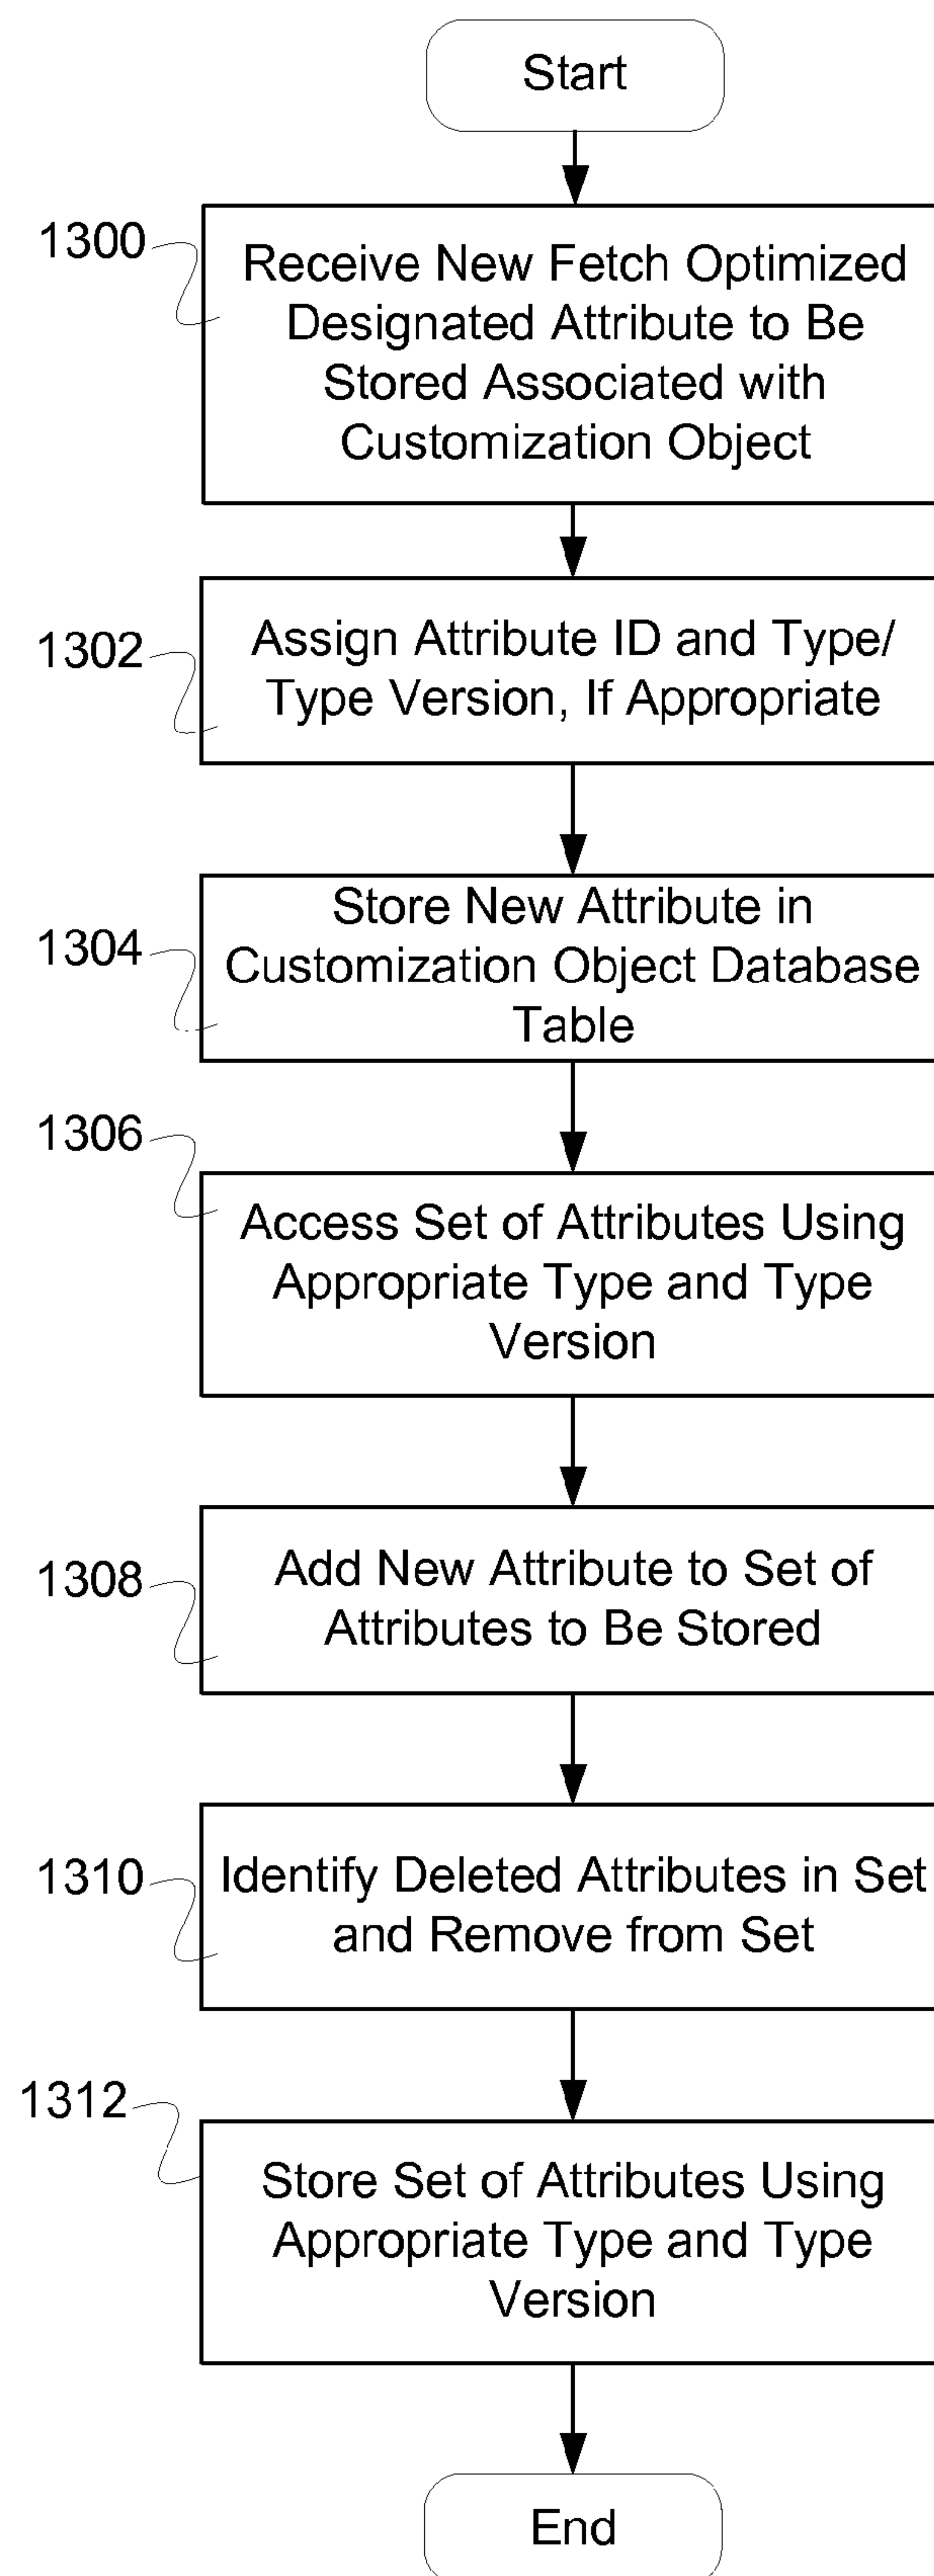 Start
1300
Receive New Fetch Optimized
Designated Attribute to Be
Stored Associated with
Customization Object
1302
Assign Attribute ID and Type/
Type Version, If Appropriate
1304
Store New Attribute in
Customization Object Database
Table
1306
Access Set of Attributes Using
Appropriate Type and Type
Version
1308
Add New Attribute to Set of
Attributes to Be Stored
1310
Identify Deleted Attributes in Set
and Remove from Set
1312
Store Set of Attributes Using
Appropriate Type and Type
Version
End